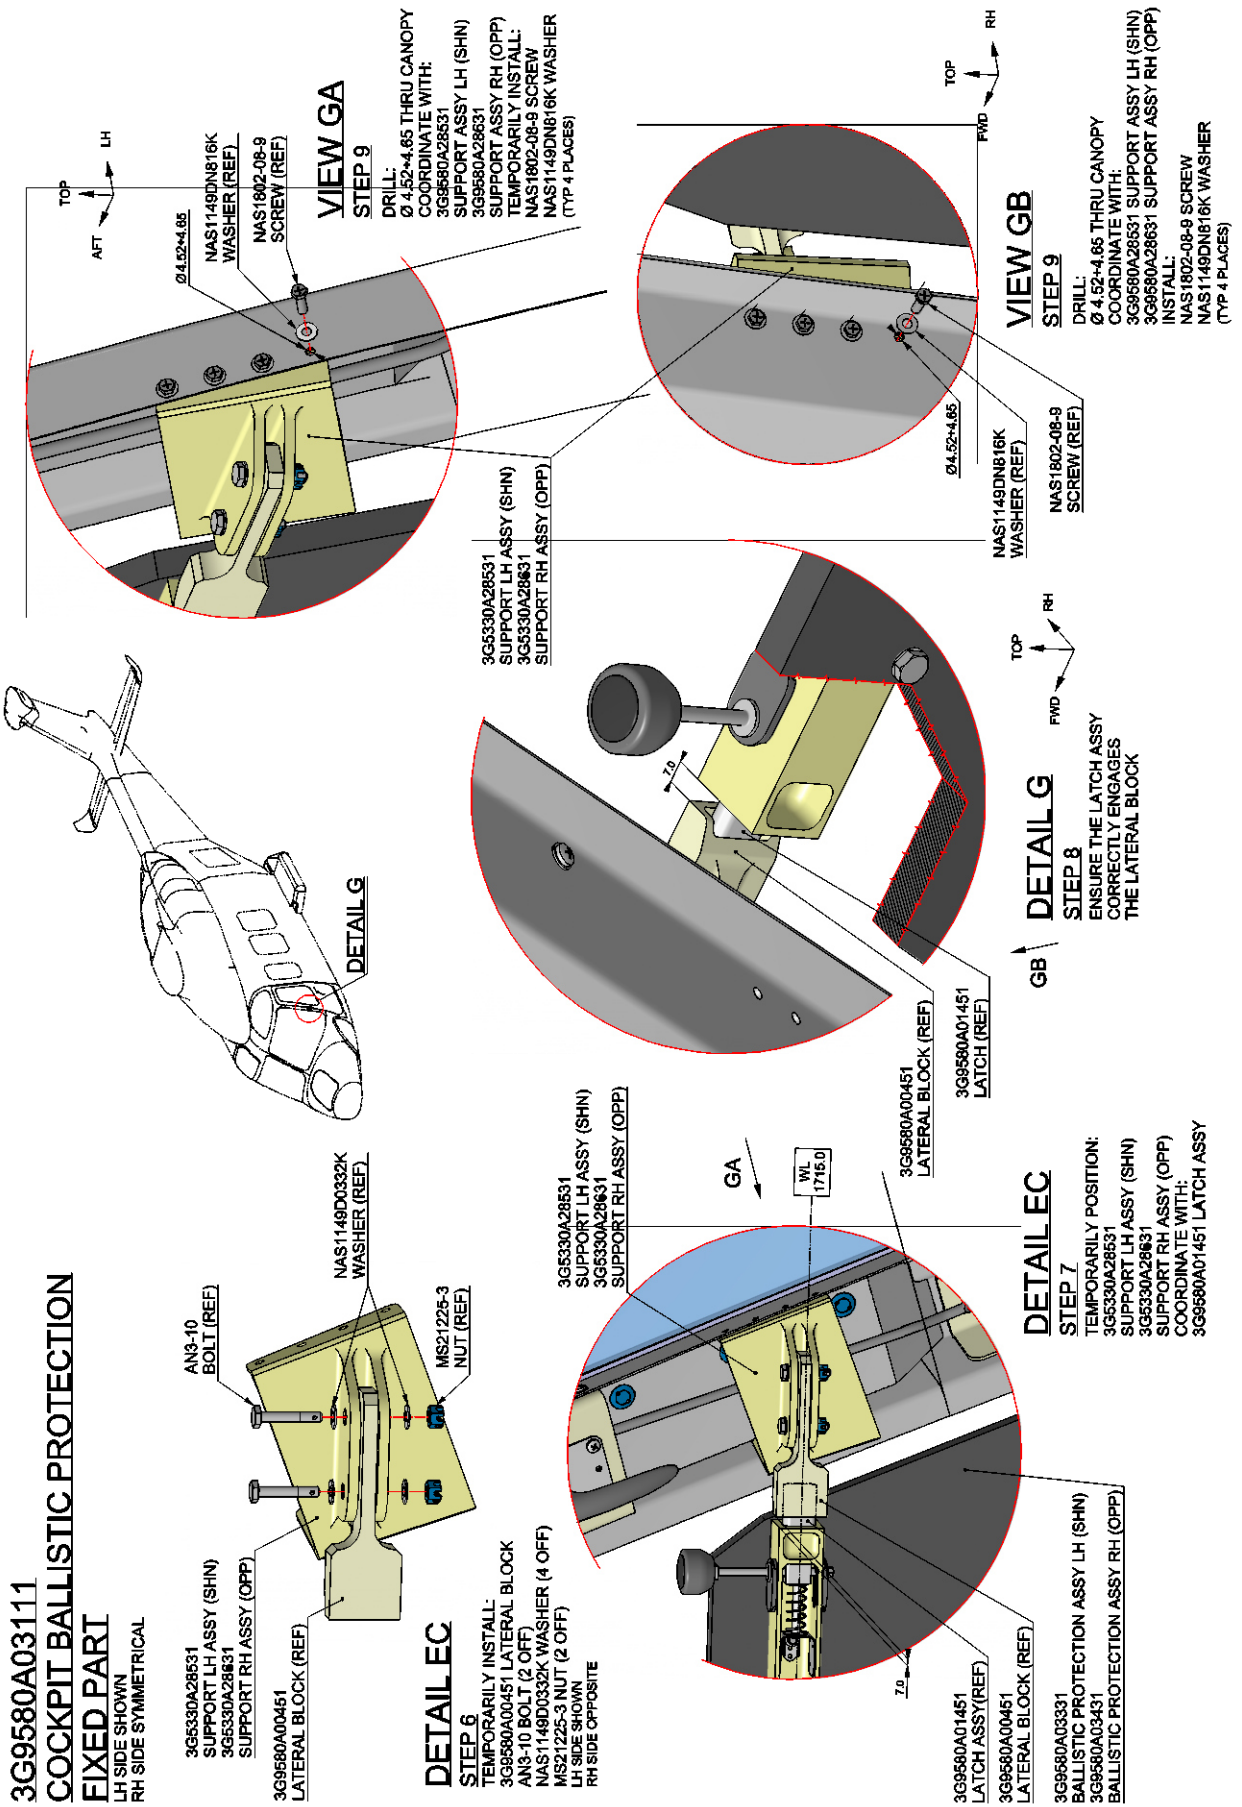 3G9580A03111
COCKPIT BALLISTIC PROTECTION
FIXED PART
LH SIDE SHOWN
RH SIDE SYMMETRICAL
3G5330A28531
SUPPORT LH ASSY (SHN)
3G5330A28631
SUPPORT RH ASSY (OPP)
3G9580A00451
LATERAL BLOCK (REF)
AN3-10
BOLT (REF)
NAS1149D0332K
WASHER (REF)
MS21225-3
NUT (REF)
DETAIL EC
STEP 6
TEMPORARILY INSTALL:
3G9580A00451 LATERAL BLOCK
AN3-10 BOLT (2 OFF)
NAS1149D0332K WASHER (4 OFF)
MS21225-3 NUT (2 OFF)
LH SIDE SHOWN
RH SIDE OPPOSITE
DETAIL G
3G5330A28531
SUPPORT LH ASSY (SHN)
3G5330A28631
SUPPORT RH ASSY (OPP)
GA
WL
1715.0
7.0
3G9580A01451
LATCH ASSY(REF)
3G9580A00451
LATERAL BLOCK (REF)
3G9580A03331
BALLISTIC PROTECTION ASSY LH (SHN)
3G9580A03431
BALLISTIC PROTECTION ASSY RH (OPP)
DETAIL EC
STEP 7
TEMPORARILY POSITION:
3G5330A28531
SUPPORT LH ASSY (SHN)
3G5330A28631
SUPPORT RH ASSY (OPP)
COORDINATE WITH:
3G9580A01451 LATCH ASSY
7.0
3G9580A00451
LATERAL BLOCK (REF)
3G9580A01451
LATCH (REF)
GB
DETAIL G
STEP 8
ENSURE THE LATCH ASSY
CORRECTLY ENGAGES
THE LATERAL BLOCK
TOP
RH
FWD
3G5330A28531
SUPPORT LH ASSY (SHN)
3G5330A28631
SUPPORT RH ASSY (OPP)
TOP
LH
AFT
Ø4.52÷4.65
NAS1149DN816K
WASHER (REF)
NAS1802-08-9
SCREW (REF)
VIEW GA
STEP 9
DRILL:
Ø 4.52÷4.65 THRU CANOPY
COORDINATE WITH:
3G9580A28531
SUPPORT ASSY LH (SHN)
3G9580A28631
SUPPORT ASSY RH (OPP)
TEMPORARILY INSTALL:
NAS1802-08-9 SCREW
NAS1149DN816K WASHER
(TYP 4 PLACES)
Ø4.52÷4.65
NAS1149DN816K
WASHER (REF)
NAS1802-08-9
SCREW (REF)
TOP
RH
FWD
VIEW GB
STEP 9
DRILL:
Ø 4.52÷4.65 THRU CANOPY
COORDINATE WITH:
3G9580A28531 SUPPORT ASSY LH (SHN)
3G9580A28631 SUPPORT ASSY RH (OPP)
INSTALL:
NAS1802-08-9 SCREW
NAS1149DN816K WASHER
(TYP 4 PLACES)